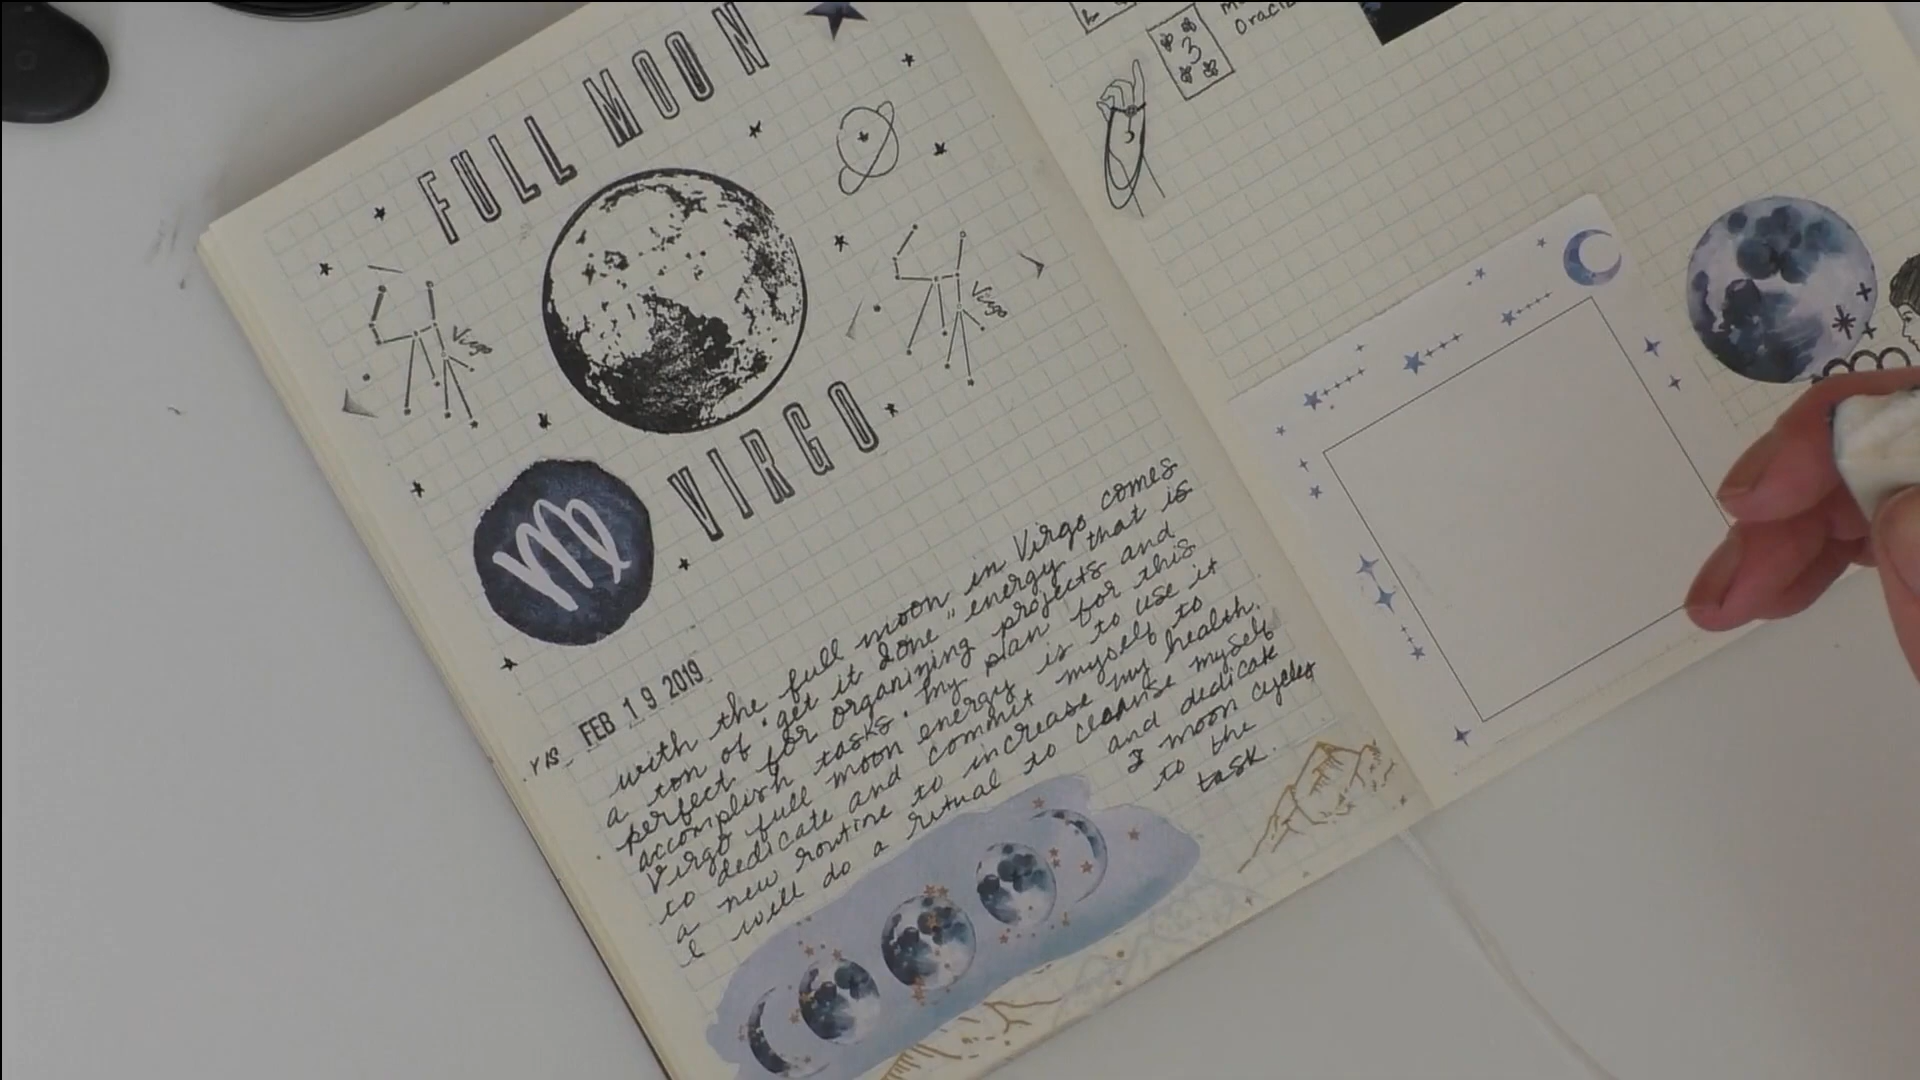 FULL MOON
Virgo
Virgo
VIRGO
FEB 19 2019
with the full moon in Virgo comes
a ton of "get it done" energy that is
perfect for organizing projects and
accomplish tasks. My plan for this
Virgo full moon energy is to use it
to dedicate and commit myself to
a new routine to increase my health.
I will do a ritual to cleanse myself
and dedicate
3 moon cycles
to the
task.
3